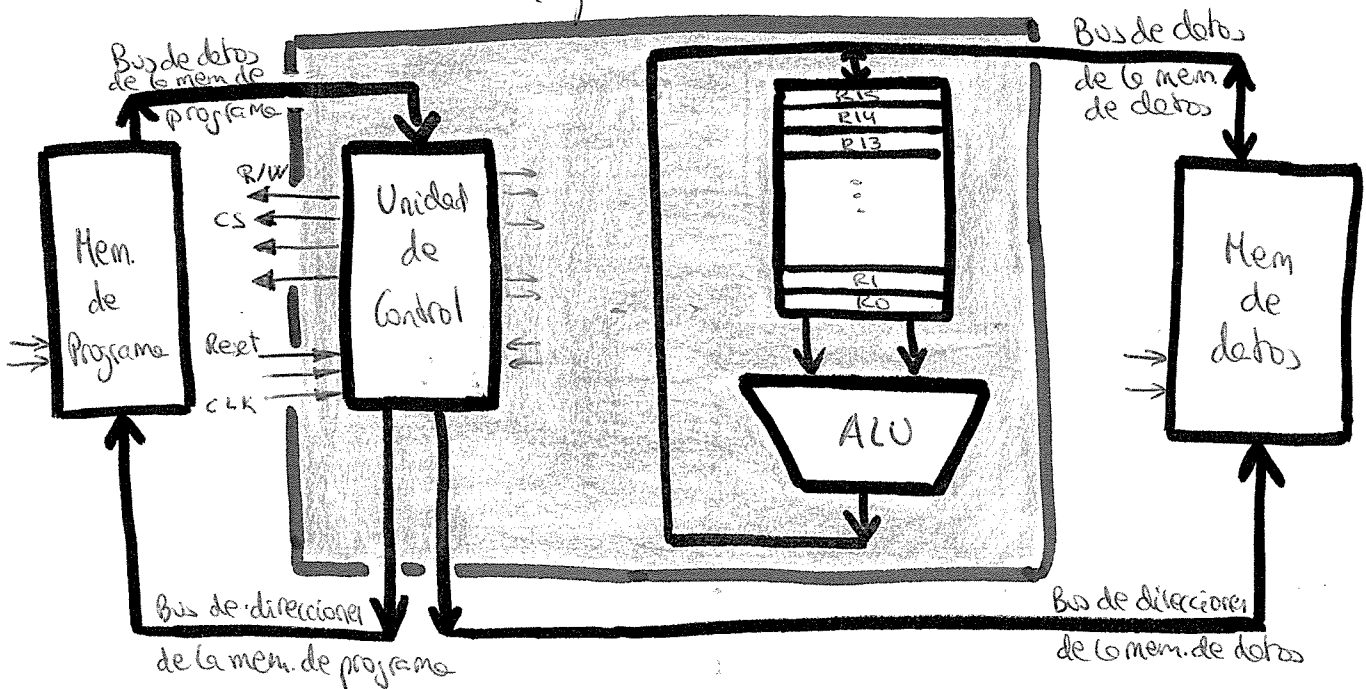 Bus de datos
de la mem. de
programa
Bus de datos
de la mem.
de datos
R15
R14
R13
R/W
CS
Unidad
de
Control
Mem.
de
Programa
Reset
CLK
R1
R0
ALU
Mem
de
datos
Bus de direcciones
de la mem. de programa
Bus de direcciones
de la mem. de datos